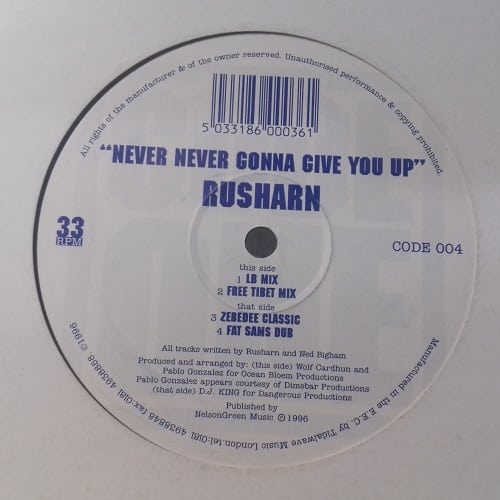 All rights of the manufacturer & of the owner reserved. Unauthorised performance & copying prohibited.
5 033186 000361
"NEVER NEVER GONNA GIVE YOU UP"
RUSHARN
33
RPM
CODE 004
this side
1 LB MIX
2 FREE TIBET MIX
that side
3 ZEBEDEE CLASSIC
4 FAT SAMS DUB
All tracks written by Rusharn and Ned Bigham
Produced and arranged by: (this side) Wolf Cardhun and
Pablo Gonzalez for Ocean Bloem Productions
Pablo Gonzalez appears courtesy of Dimebar Productions
(that side) D.J. KING for Dangerous Productions
Published by
NelsonGreen Music ℗ 1996
Manufactured in the E.E.C. by Tidalwave Music London tel:0181 4938848 fax:0181 4938858 ©1996